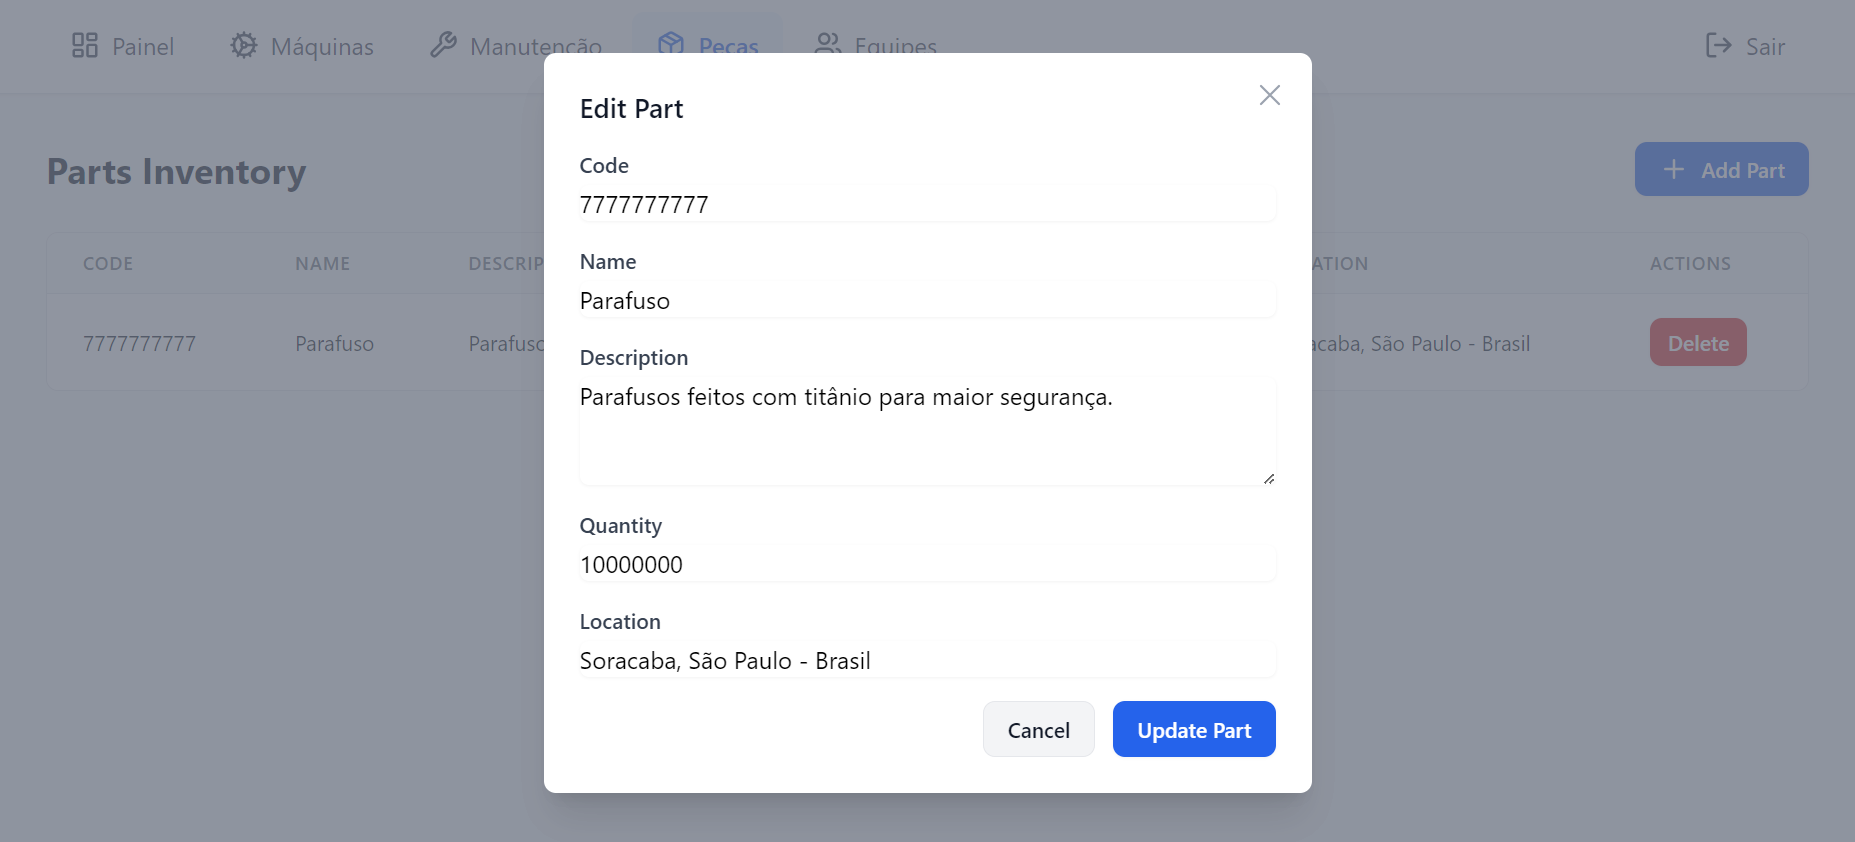 Painel Máquinas Manutenção Peças Equipes Sair
Parts Inventory
Add Part
CODE NAME DESCRIP ATION ACTIONS
7777777777 Parafuso Parafuso acaba, São Paulo - Brasil Delete
Edit Part
Code
7777777777
Name
Parafuso
Description
Parafusos feitos com titânio para maior segurança.
Quantity
10000000
Location
Soracaba, São Paulo - Brasil
Cancel Update Part